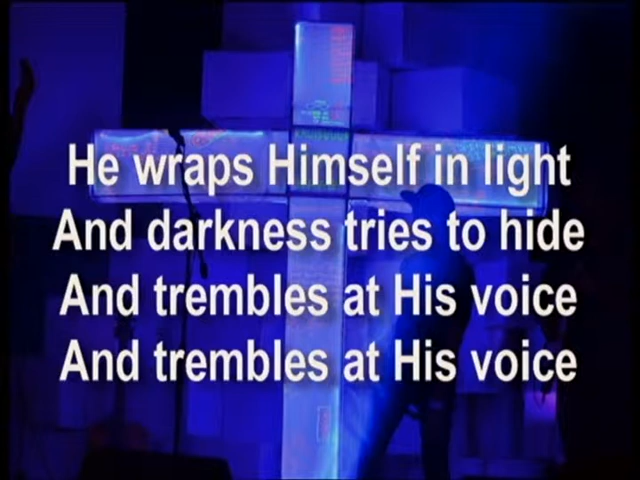 He wraps Himself in light
And darkness tries to hide
And trembles at His voice
And trembles at His voice